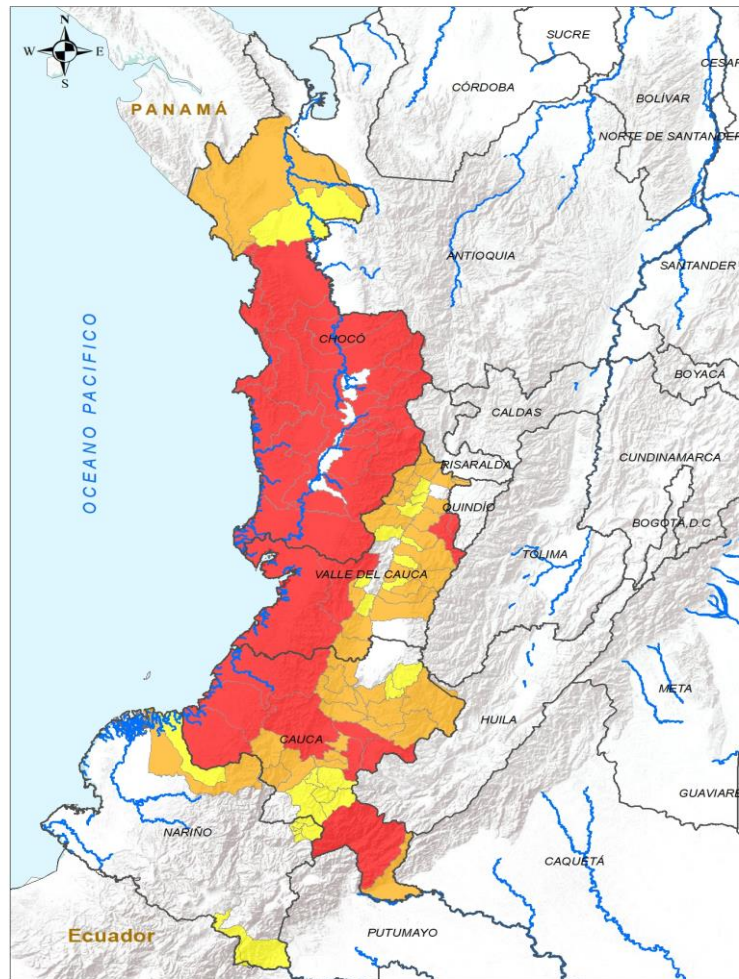 N
W E
S
SUCRE
CESAR
CÓRDOBA
BOLÍVAR
PANAMÁ
NORTE DE SANTANDER
ANTIOQUIA
SANTANDER
CHOCÓ
BOYACÁ
CALDAS
OCEANO PACIFICO
CUNDINAMARCA
RISARALDA
QUINDÍO
BOGOTÁ,D.C
TOLIMA
VALLE DEL CAUCA
META
HUILA
CAUCA
GUAVIARE
NARIÑO
CAQUETÁ
Ecuador
PUTUMAYO